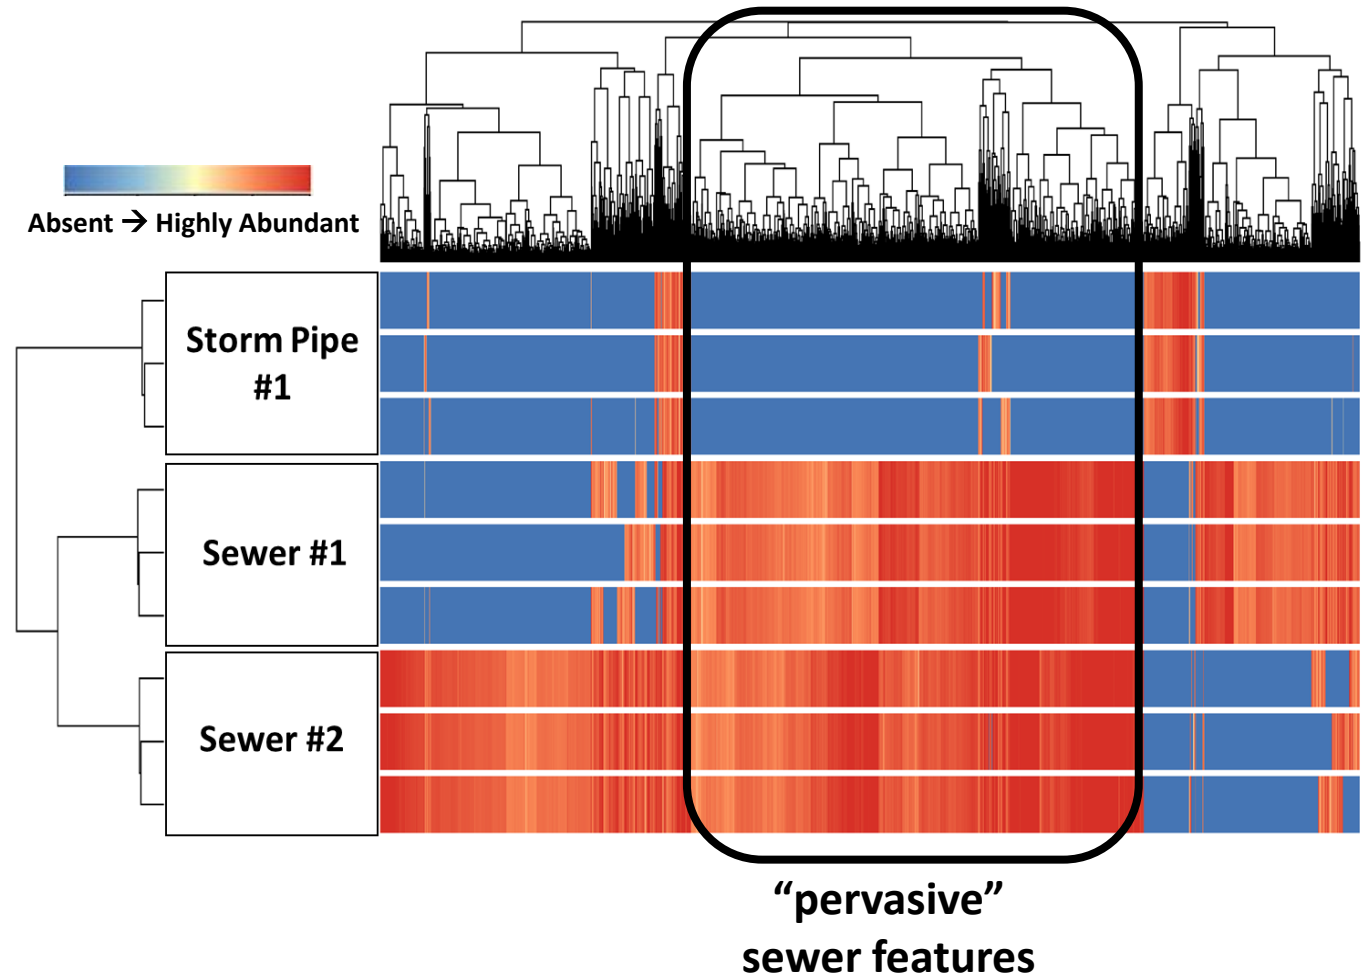 Absent → Highly Abundant
Storm Pipe
#1
Sewer #1
Sewer #2
“pervasive”
sewer features